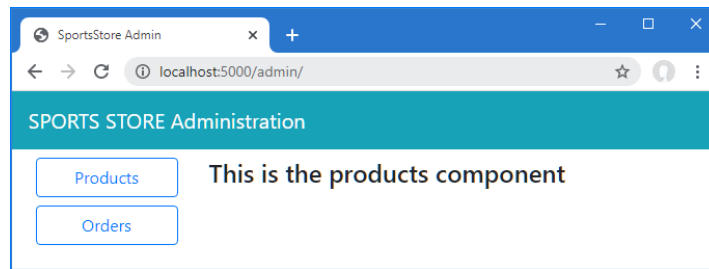 SportsStore Admin
localhost:5000/admin/
SPORTS STORE Administration
Products
This is the products component
Orders